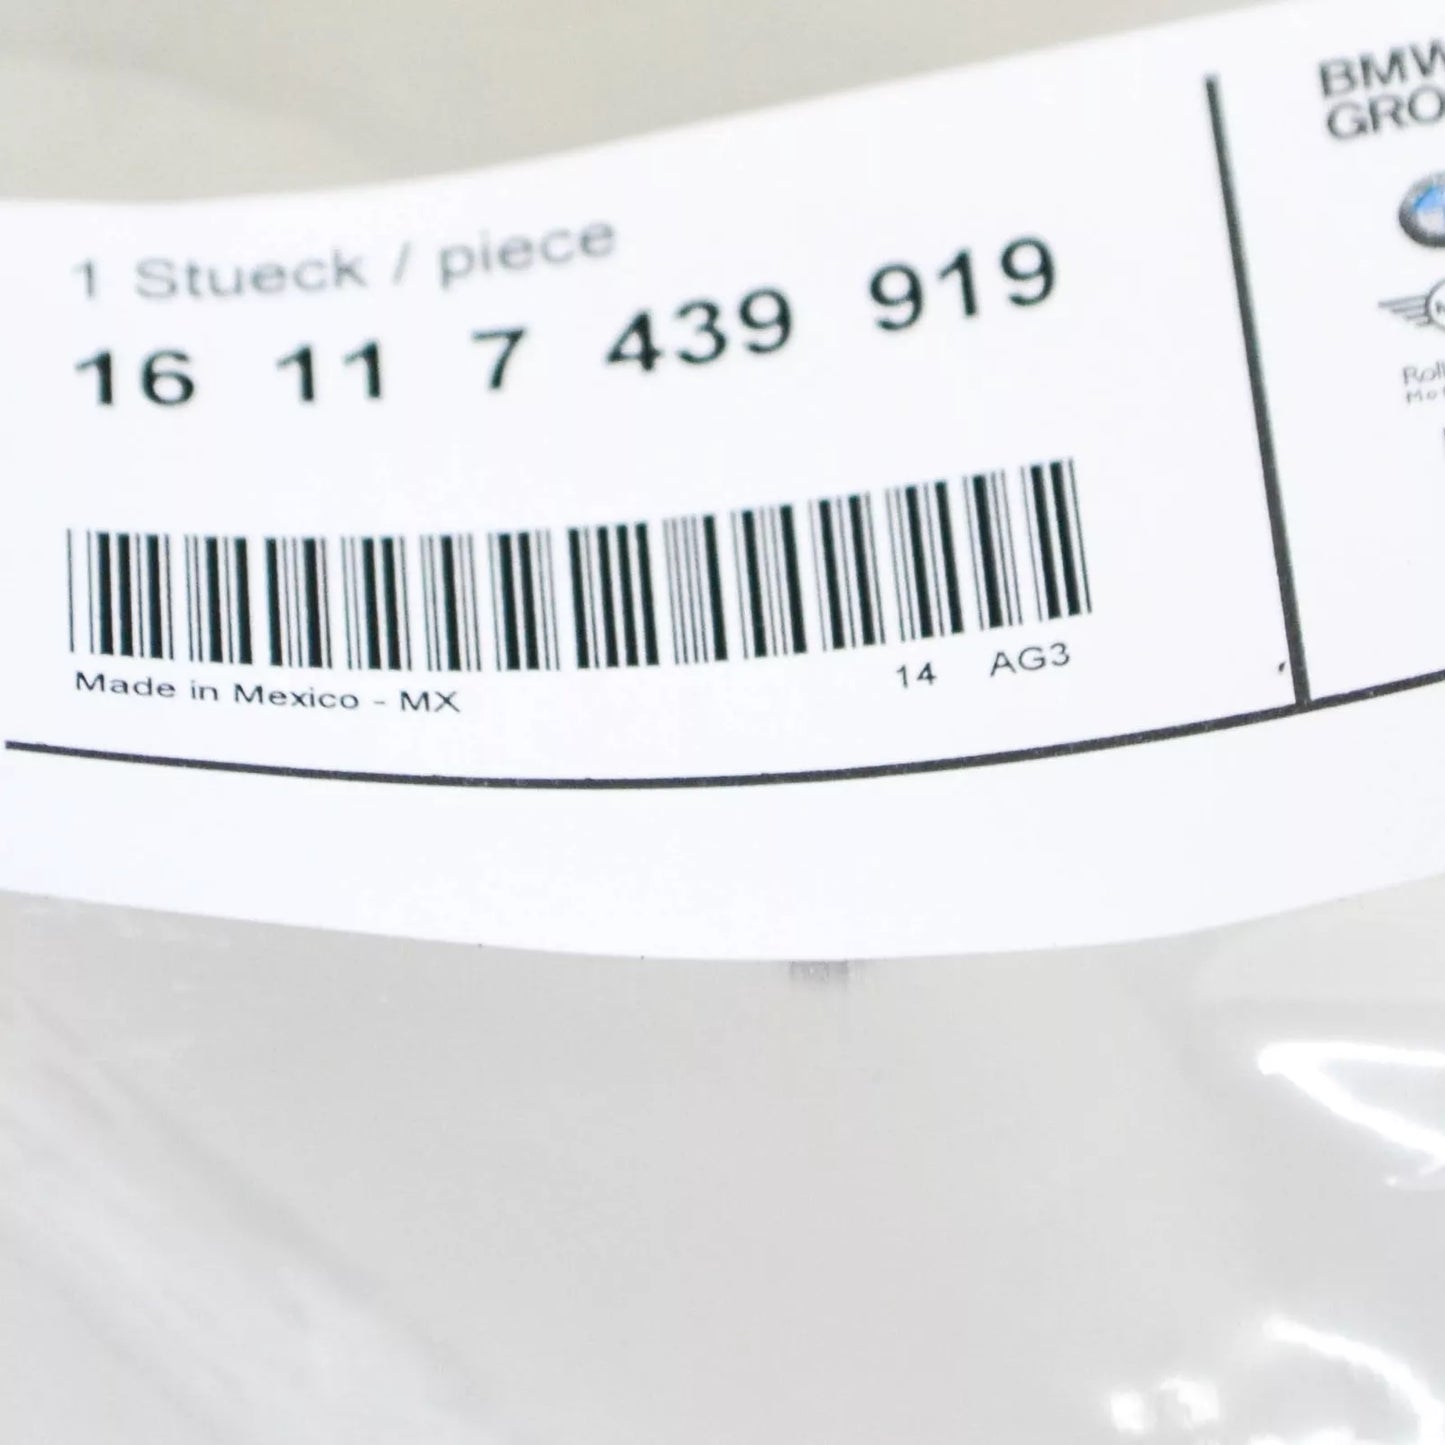 1 Stueck / piece
16 11 7 439 919
Made in Mexico - MX
14 AG3
BMW
GRO